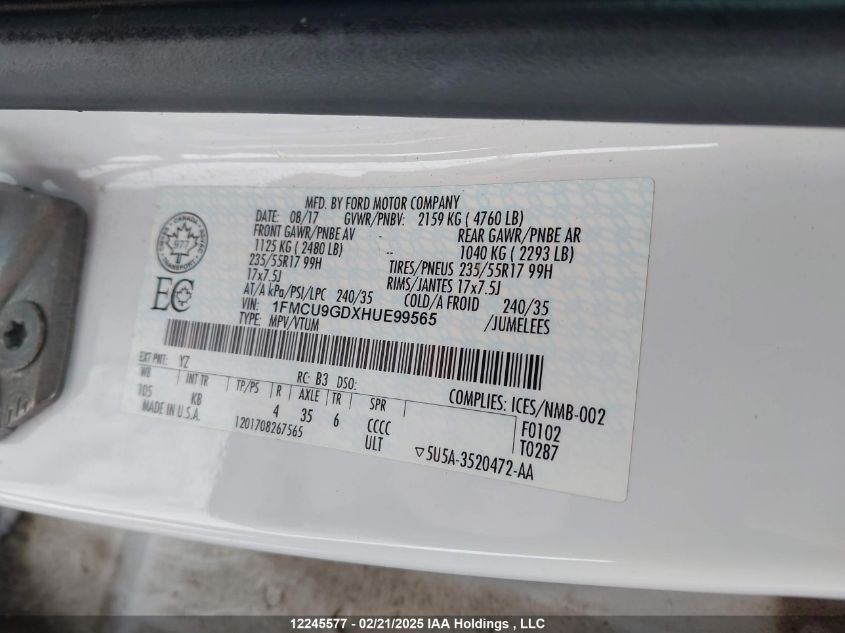 MFD. BY FORD MOTOR COMPANY
DATE: 08/17 GVWR/PNBV: 2159 KG ( 4760 LB)
FRONT GAWR/PNBE AV - REAR GAWR/PNBE AR
1125 KG ( 2480 LB) -- 1040 KG ( 2293 LB)
235/55R17 99H TIRES/PNEUS 235/55R17 99H
17x7.5J RIMS/JANTES 17x7.5J
AT/A kPa/PSI/LPC 240/35 COLD/A FROID 240/35
VIN: 1FMCU9GDXHUE99565 /JUMELEES
TYPE: MPV/VTUM
EXT PNT: YZ RC: B3 DSO: COMPLIES: ICES/NMB-002
WB INT TR TP/PS R AXLE TR SPR F0102
105 KB 4 35 6 CCCC T0287
MADE IN U.S.A. ULT
1201708267565 ▽5U5A-3520472-AA
CANADA
977
TRANSPORT
EC
12245577 - 02/21/2025 IAA Holdings , LLC